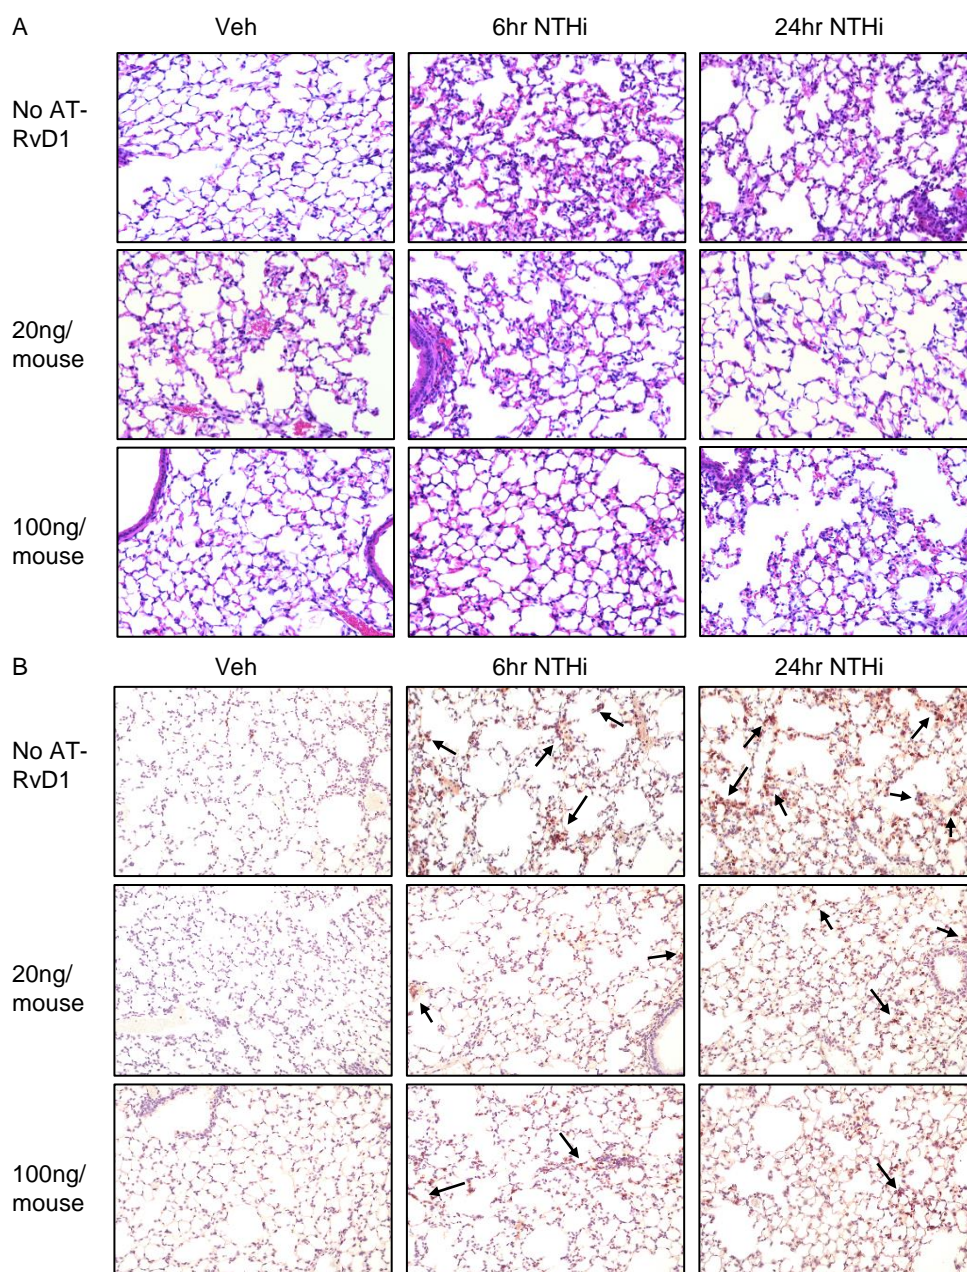 A
Veh
6hr NTHi
24hr NTHi
No AT-
RvD1
20ng/
mouse
100ng/
mouse
B
Veh
6hr NTHi
24hr NTHi
No AT-
RvD1
20ng/
mouse
100ng/
mouse